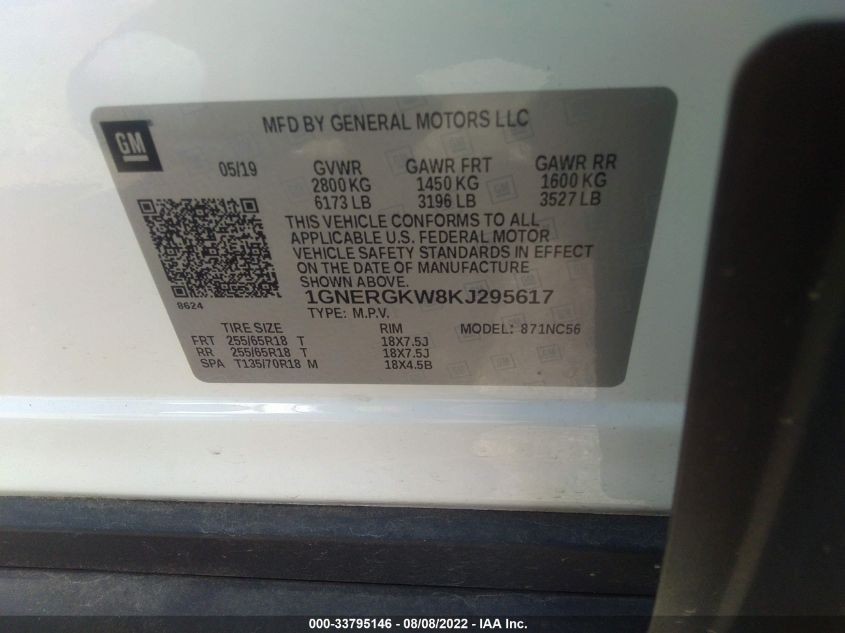 GM
MFD BY GENERAL MOTORS LLC
05/19 GVWR GAWR FRT GAWR RR
2800 KG 1450 KG 1600 KG
6173 LB 3196 LB 3527 LB
THIS VEHICLE CONFORMS TO ALL
APPLICABLE U.S. FEDERAL MOTOR
VEHICLE SAFETY STANDARDS IN EFFECT
ON THE DATE OF MANUFACTURE
SHOWN ABOVE.
8624
1GNERGKW8KJ295617
TYPE: M.P.V. MODEL: 871NC56
TIRE SIZE RIM
FRT 255/65R18 T 18X7.5J
RR 255/65R18 T 18X7.5J
SPA T135/70R18 M 18X4.5B
000-33795146 - 08/08/2022 - IAA Inc.